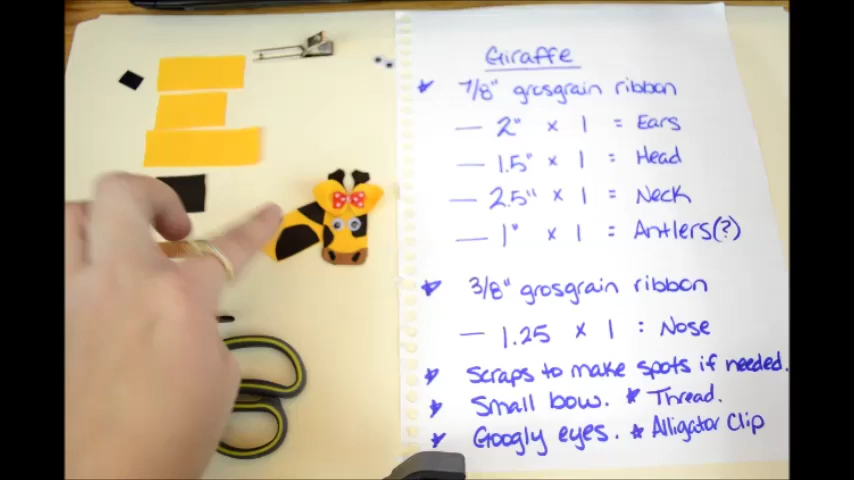 Giraffe
* 7/8" grosgrain ribbon
— 2" x 1 = Ears
— 1.5" x 1 = Head
— 2.5" x 1 = Neck
— 1" x 1 = Antlers(?)
* 3/8" grosgrain ribbon
— 1.25 x 1 = Nose
* Scraps to make spots if needed.
* Small bow. * Thread.
* Googly eyes. * Alligator Clip